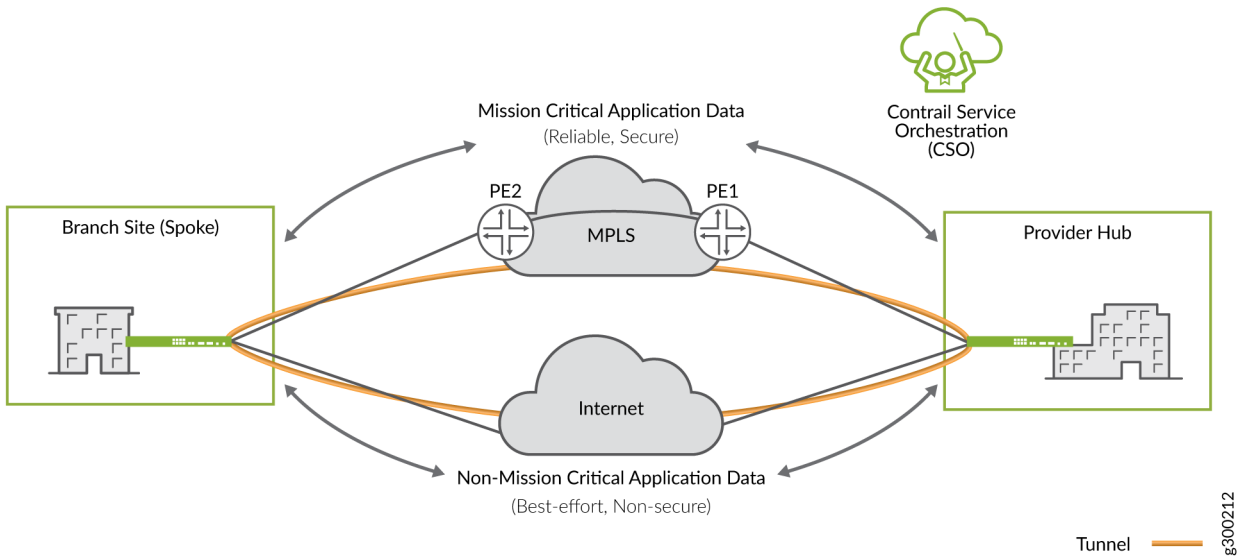 Contrail Service
Orchestration
(CSO)
Mission Critical Application Data
(Reliable, Secure)
PE2
PE1
MPLS
Branch Site (Spoke)
Provider Hub
Internet
Non-Mission Critical Application Data
(Best-effort, Non-secure)
Tunnel
g300212